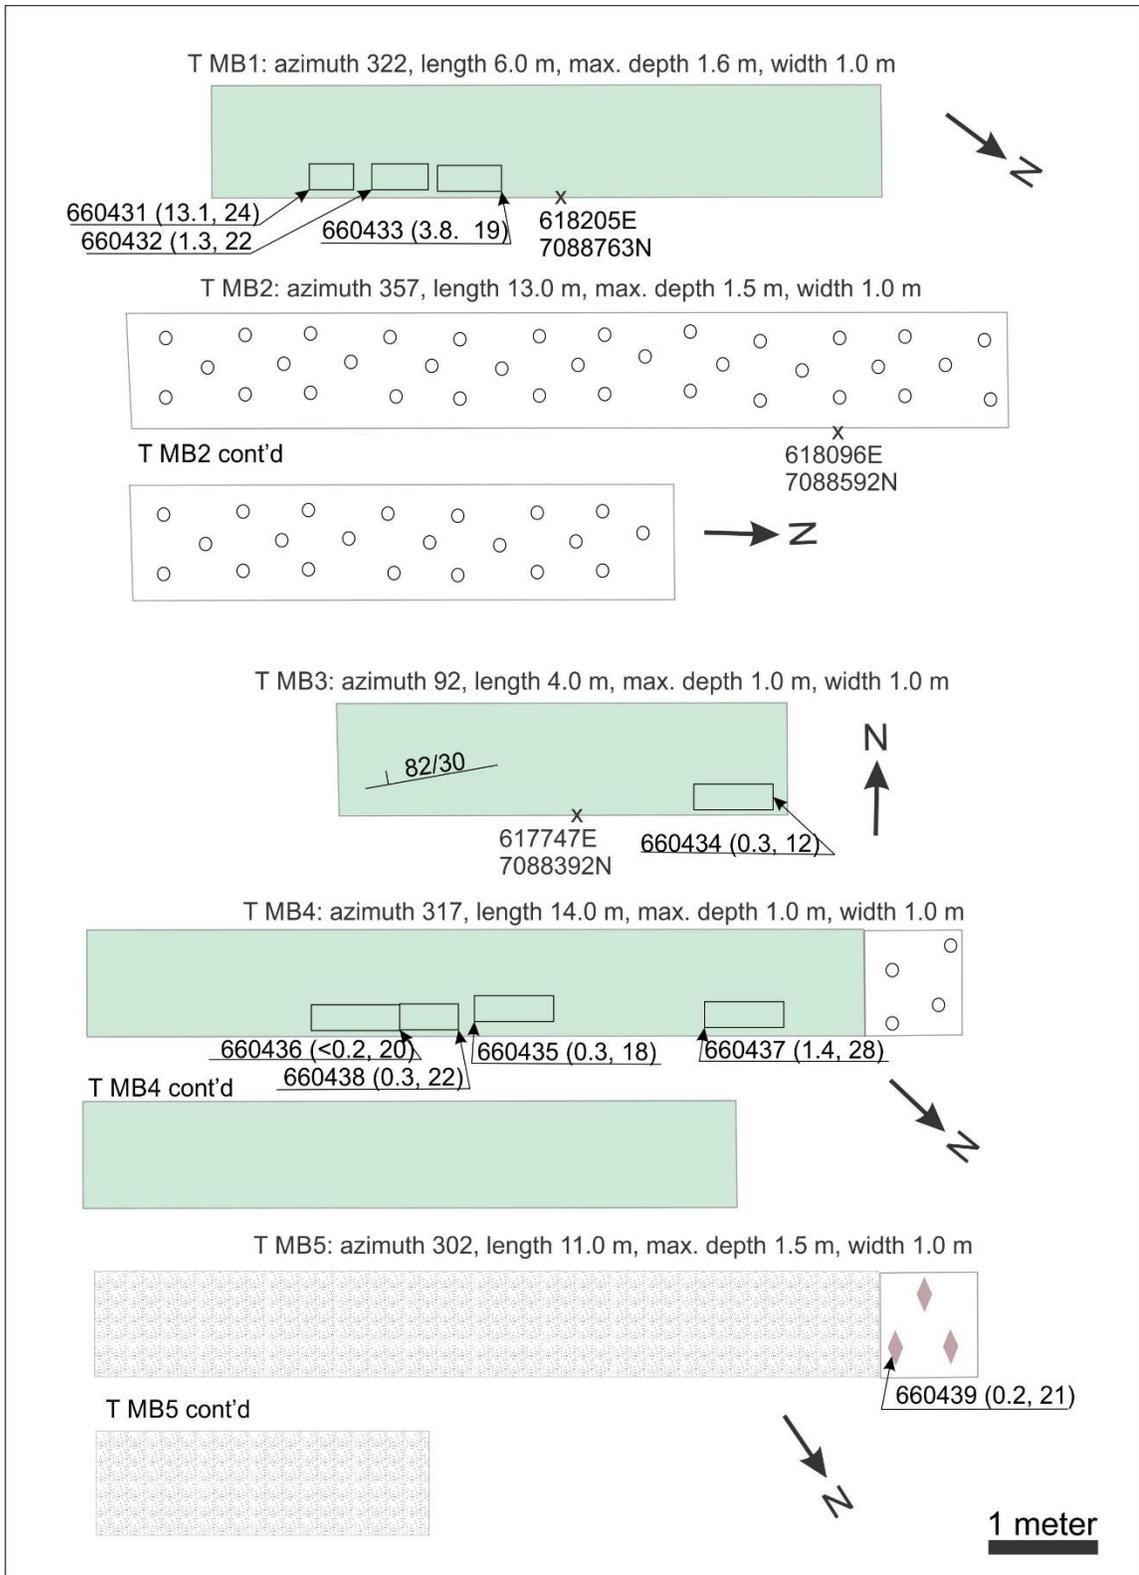 T MB1: azimuth 322, length 6.0 m, max. depth 1.6 m, width 1.0 m
N
660431 (13.1, 24)
660432 (1.3, 22
660433 (3.8. 19)
x
618205E
7088763N
T MB2: azimuth 357, length 13.0 m, max. depth 1.5 m, width 1.0 m
x
618096E
7088592N
T MB2 cont'd
N
T MB3: azimuth 92, length 4.0 m, max. depth 1.0 m, width 1.0 m
82/30
N
x
617747E
7088392N
660434 (0.3, 12)
T MB4: azimuth 317, length 14.0 m, max. depth 1.0 m, width 1.0 m
660436 (<0.2, 20)
660438 (0.3, 22)
660435 (0.3, 18)
660437 (1.4, 28)
T MB4 cont'd
N
T MB5: azimuth 302, length 11.0 m, max. depth 1.5 m, width 1.0 m
660439 (0.2, 21)
T MB5 cont'd
N
1 meter